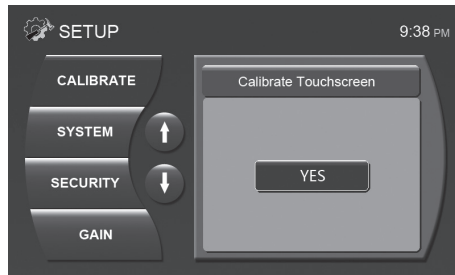 SETUP
9:38 PM
CALIBRATE
Calibrate Touchscreen
SYSTEM
SECURITY
YES
GAIN